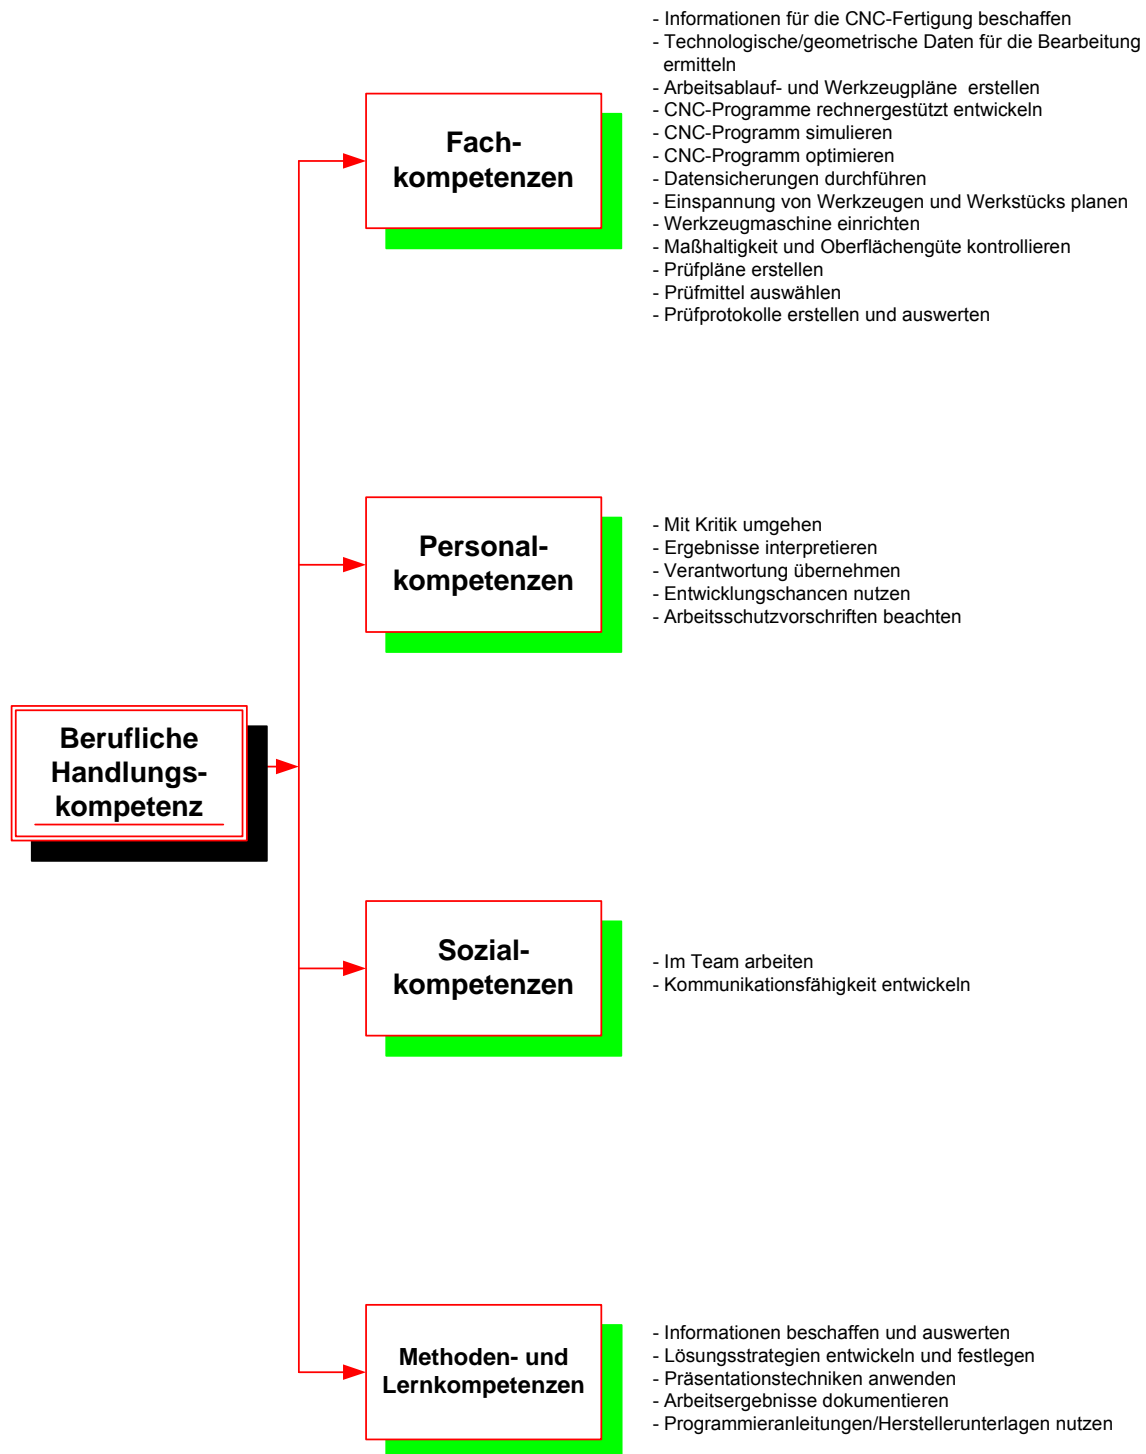 Berufliche
Handlungs-
kompetenz
Fach-
kompetenzen
- Informationen für die CNC-Fertigung beschaffen
- Technologische/geometrische Daten für die Bearbeitung
ermitteln
- Arbeitsablauf- und Werkzeugpläne  erstellen
- CNC-Programme rechnergestützt entwickeln
- CNC-Programm simulieren
- CNC-Programm optimieren
- Datensicherungen durchführen
- Einspannung von Werkzeugen und Werkstücks planen
- Werkzeugmaschine einrichten
- Maßhaltigkeit und Oberflächengüte kontrollieren
- Prüfpläne erstellen
- Prüfmittel auswählen
- Prüfprotokolle erstellen und auswerten
Personal-
kompetenzen
- Mit Kritik umgehen
- Ergebnisse interpretieren
- Verantwortung übernehmen
- Entwicklungschancen nutzen
- Arbeitsschutzvorschriften beachten
Sozial-
kompetenzen
- Im Team arbeiten
- Kommunikationsfähigkeit entwickeln
Methoden- und
Lernkompetenzen
- Informationen beschaffen und auswerten
- Lösungsstrategien entwickeln und festlegen
- Präsentationstechniken anwenden
- Arbeitsergebnisse dokumentieren
- Programmieranleitungen/Herstellerunterlagen nutzen